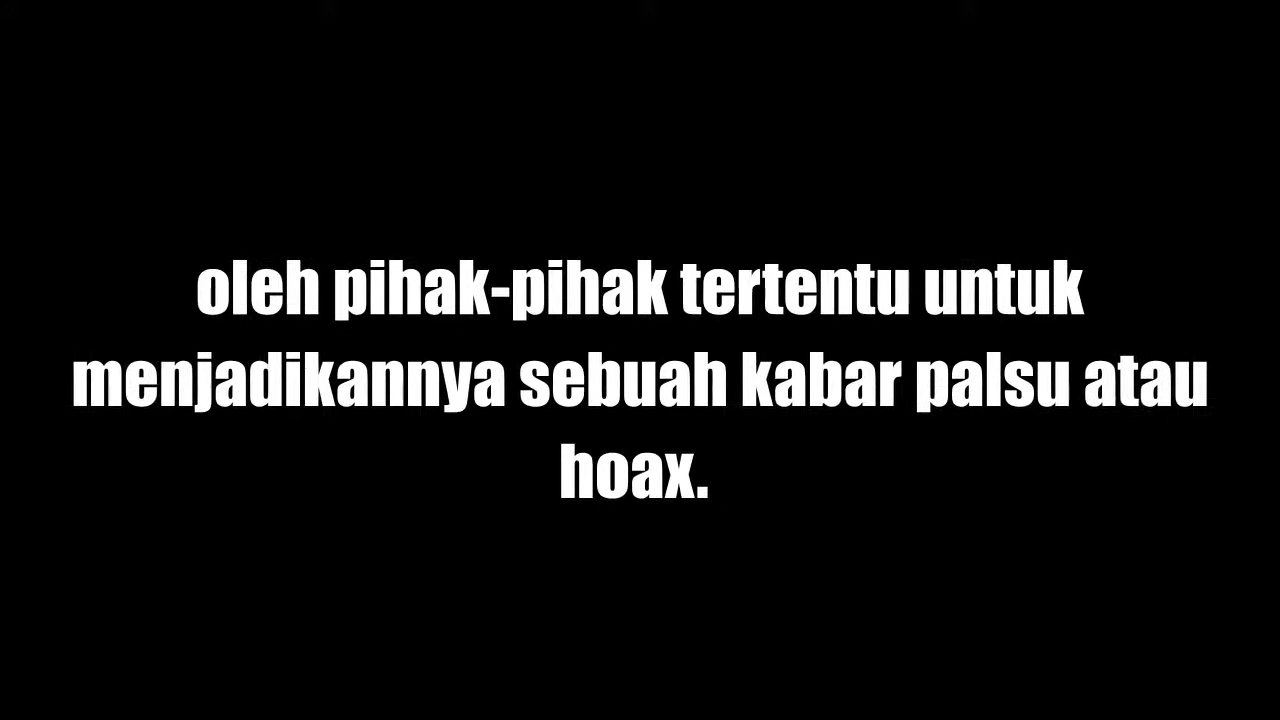 oleh pihak-pihak tertentu untuk
menjadikannya sebuah kabar palsu atau
hoax.